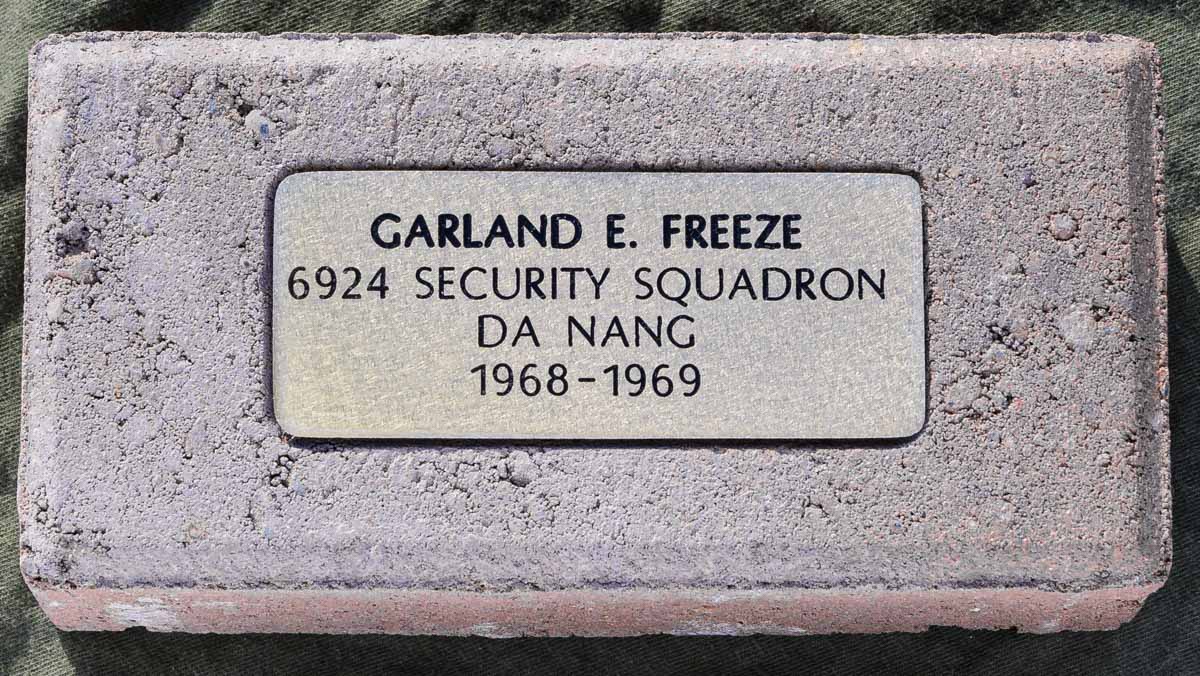 GARLAND E. FREEZE
6924 SECURITY SQUADRON
DA NANG
1968-1969